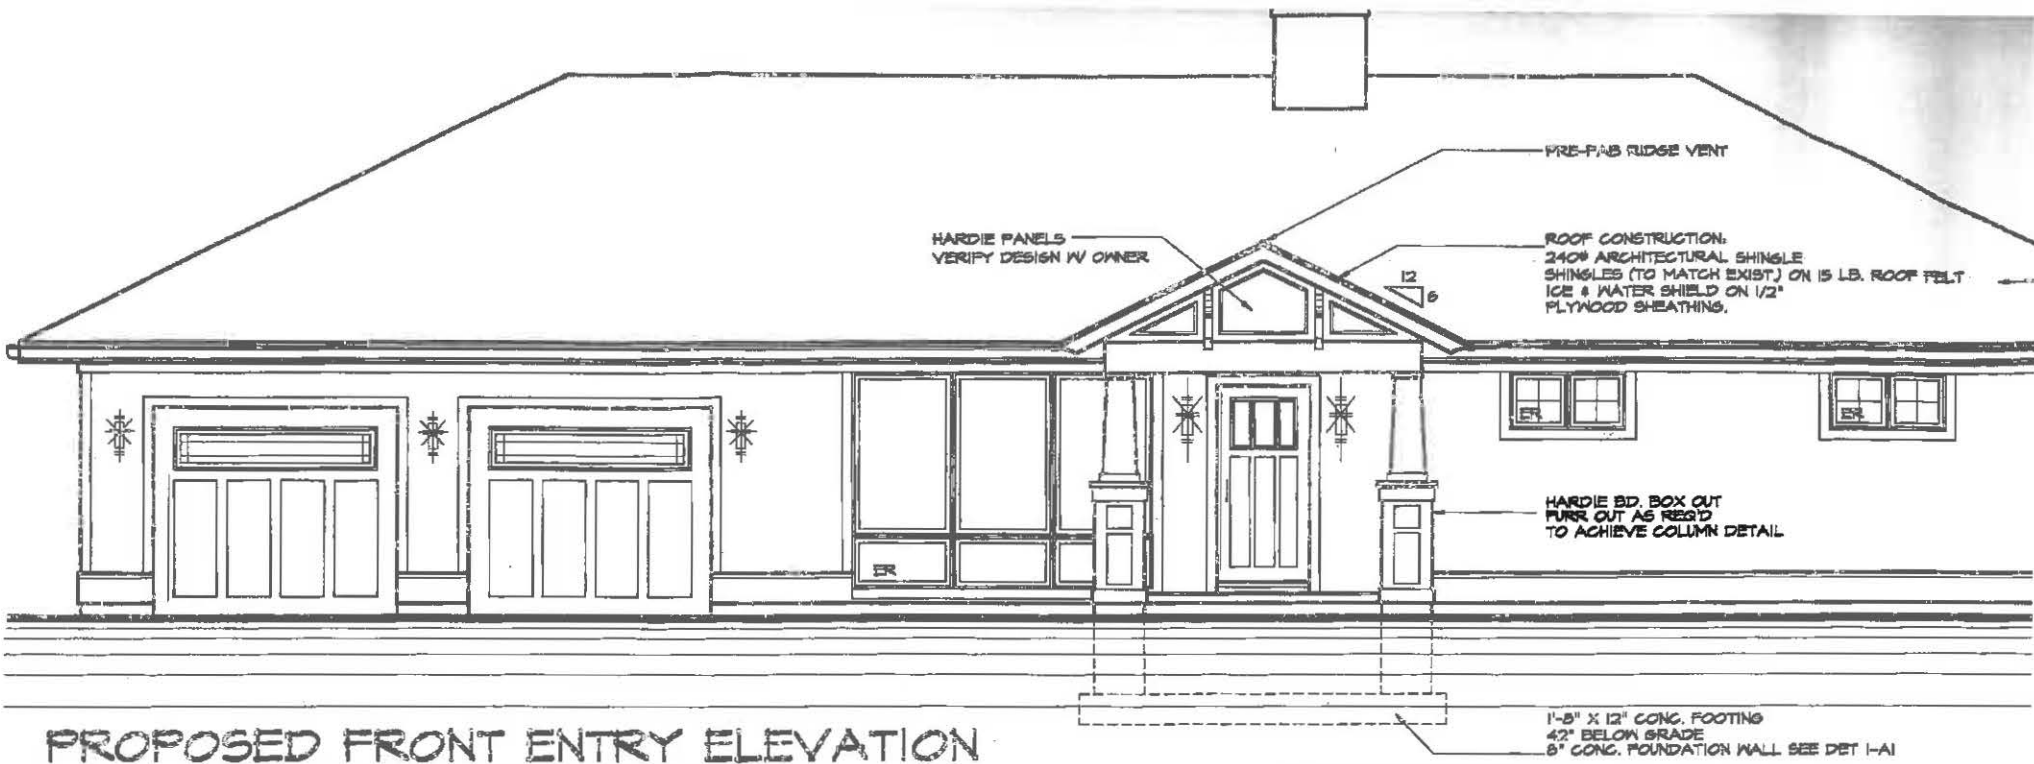 PRE-FAB RIDGE VENT
HARDIE PANELS
VERIFY DESIGN W/ OWNER
ROOF CONSTRUCTION:
240# ARCHITECTURAL SHINGLE
SHINGLES (TO MATCH EXIST.) ON 15 LB. ROOF FELT
ICE & WATER SHIELD ON 1/2"
PLYWOOD SHEATHING.
12
6
ER
ER
HARDIE BD. BOX OUT
FURR OUT AS REQ'D
TO ACHIEVE COLUMN DETAIL
ER
1'-8" X 12" CONC. FOOTING
42" BELOW GRADE
8" CONC. FOUNDATION WALL SEE DET 1-A1
PROPOSED FRONT ENTRY ELEVATION